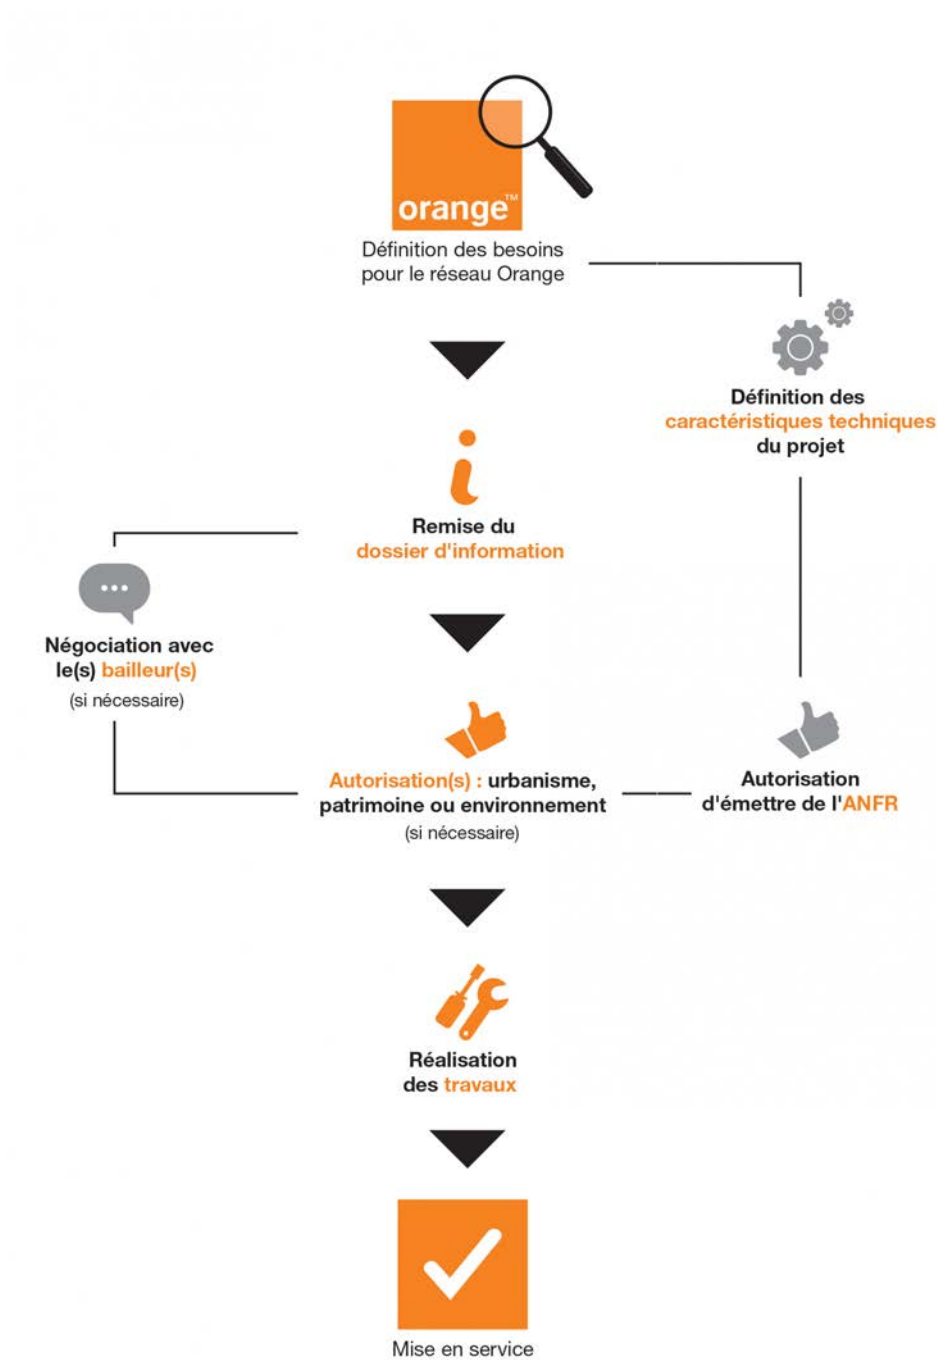 orange™
Définition des besoins
pour le réseau Orange
Définition des
caractéristiques techniques
du projet
Remise du
dossier d'information
Négociation avec
le(s) bailleur(s)
(si nécessaire)
Autorisation(s) : urbanisme,
patrimoine ou environnement
(si nécessaire)
Autorisation
d'émettre de l'ANFR
Réalisation
des travaux
Mise en service